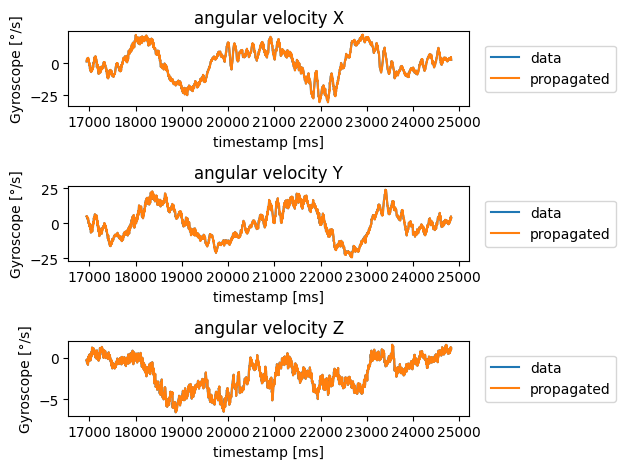 angular velocity X
0
−25
Gyroscope [°/s]
17000 18000 19000 20000 21000 22000 23000 24000 25000
timestamp [ms]
data
propagated
angular velocity Y
25
0
−25
Gyroscope [°/s]
17000 18000 19000 20000 21000 22000 23000 24000 25000
timestamp [ms]
data
propagated
angular velocity Z
0
−5
Gyroscope [°/s]
17000 18000 19000 20000 21000 22000 23000 24000 25000
timestamp [ms]
data
propagated